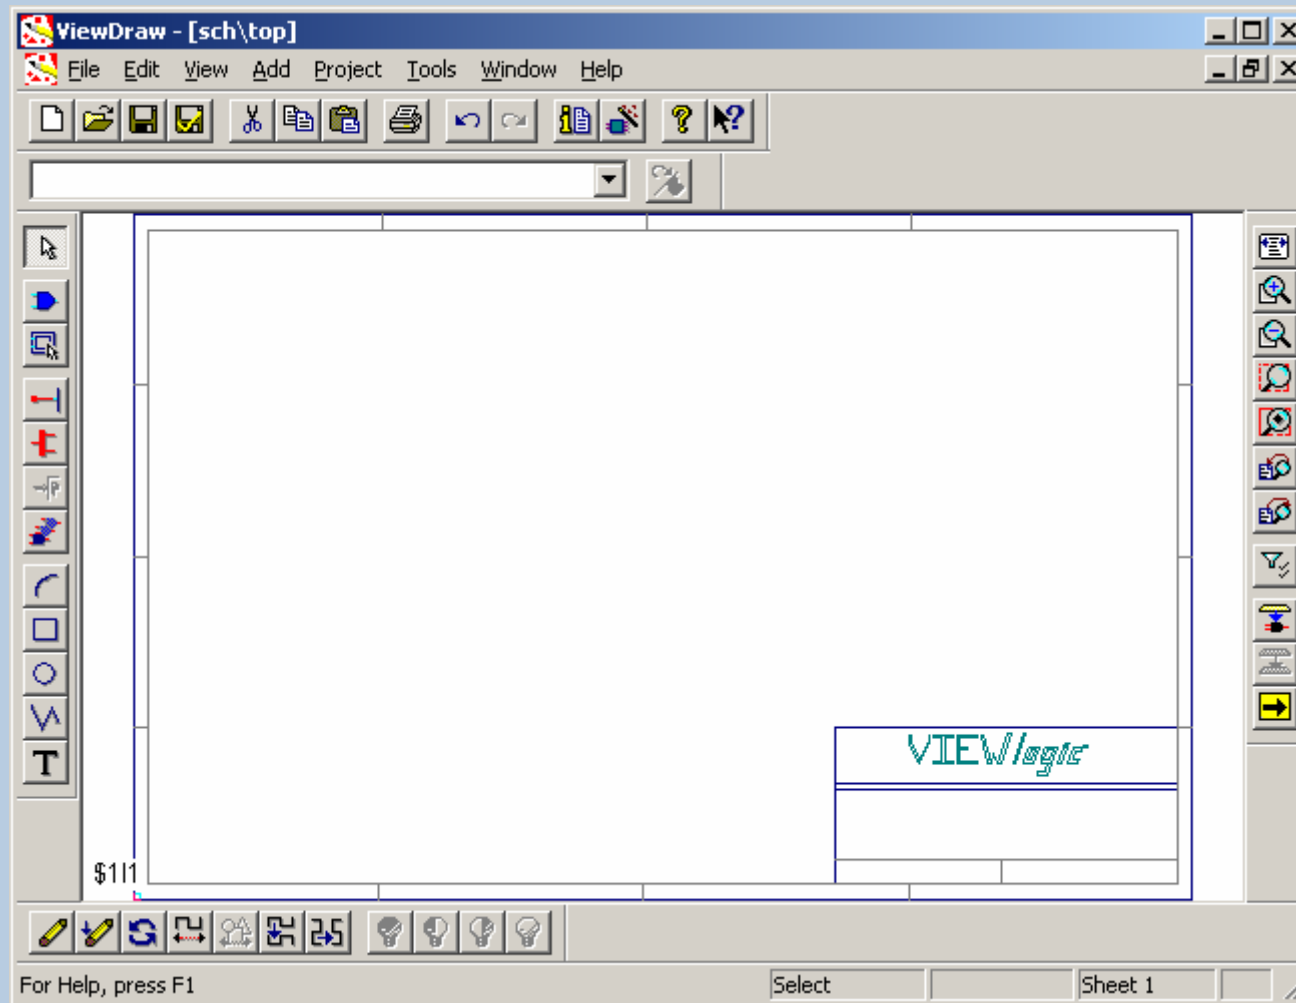 ViewDraw - [sch\top]
File Edit View Add Project Tools Window Help
VIEWlogic
$1I1
T
For Help, press F1 Select Sheet 1